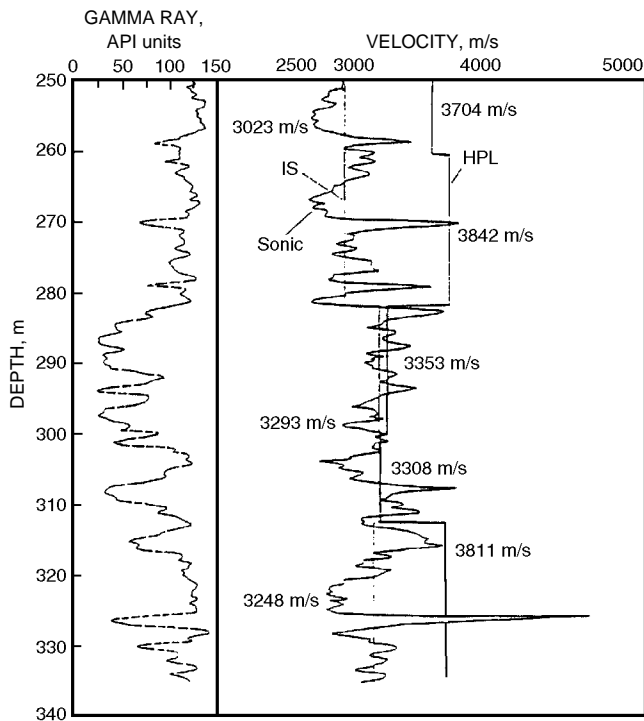 GAMMA RAY,
API units
VELOCITY, m/s
0 50 100 150
2500 3000 4000 5000
DEPTH, m
250
260
270
280
290
300
310
320
330
340
3704 m/s
3023 m/s
HPL
IS
Sonic
3842 m/s
3353 m/s
3293 m/s
3308 m/s
3811 m/s
3248 m/s